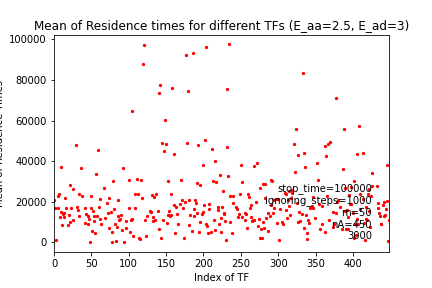 Mean of Residence times for different TFs (E_aa=2.5, E_ad=3)
100000
80000
60000
40000
20000
0
Mean of Residence Times
stop_time=100000
ignoring_steps=1000
m=50
nA=450
3000
0 50 100 150 200 250 300 350 400
Index of TF